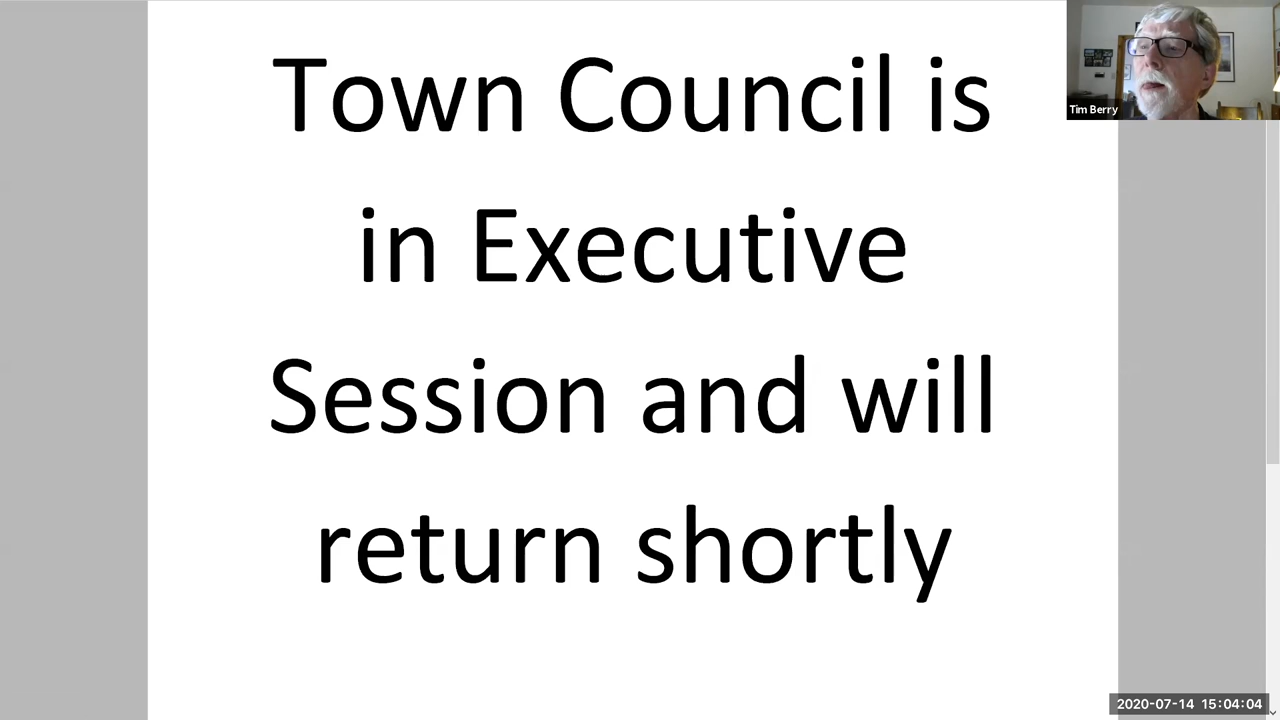 Town Council is
in Executive
Session and will
return shortly
Tim Berry
2020-07-14 15:04:04